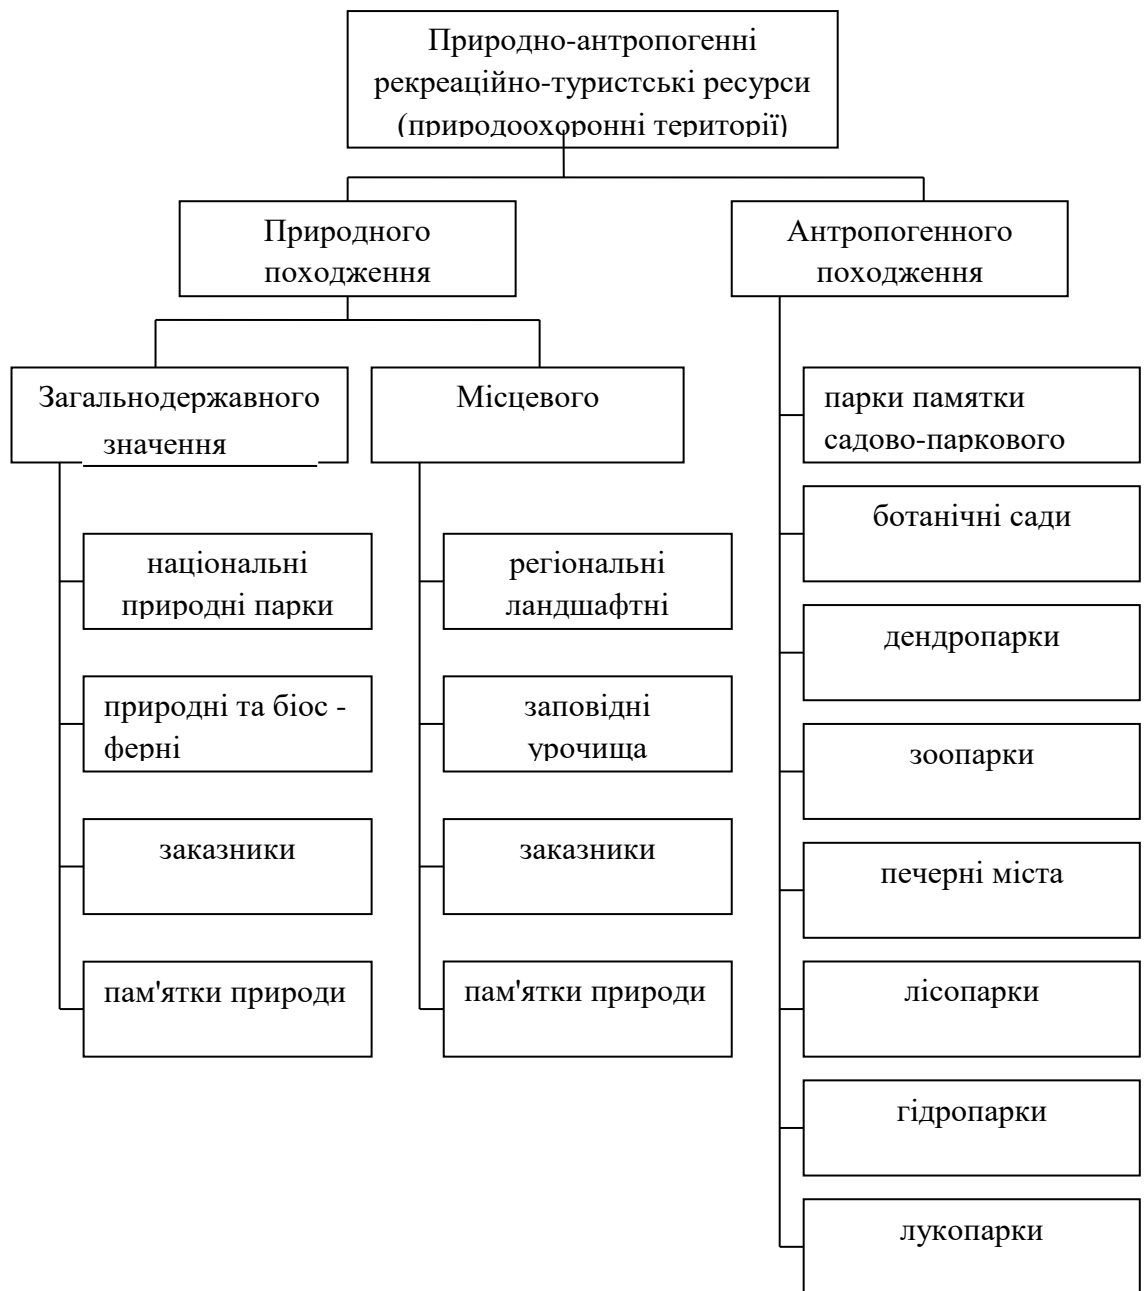 Природно-антропогенні
рекреаційно-туристські ресурси
(природоохоронні території)
Природного
походження
Антропогенного
походження
Загальнодержавного
значення
Місцевого
національні
природні парки
природні та біос -
ферні
заказники
пам'ятки природи
регіональні
ландшафтні
заповідні
урочища
заказники
пам'ятки природи
парки памятки
садово-паркового
ботанічні сади
дендропарки
зоопарки
печерні міста
лісопарки
гідропарки
лукопарки